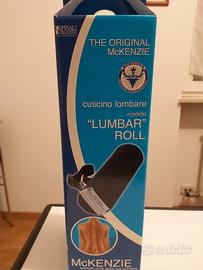 THE ORIGINAL
McKENZIE
cuscino lombare
modello
"LUMBAR"
ROLL
McKENZIE
subito